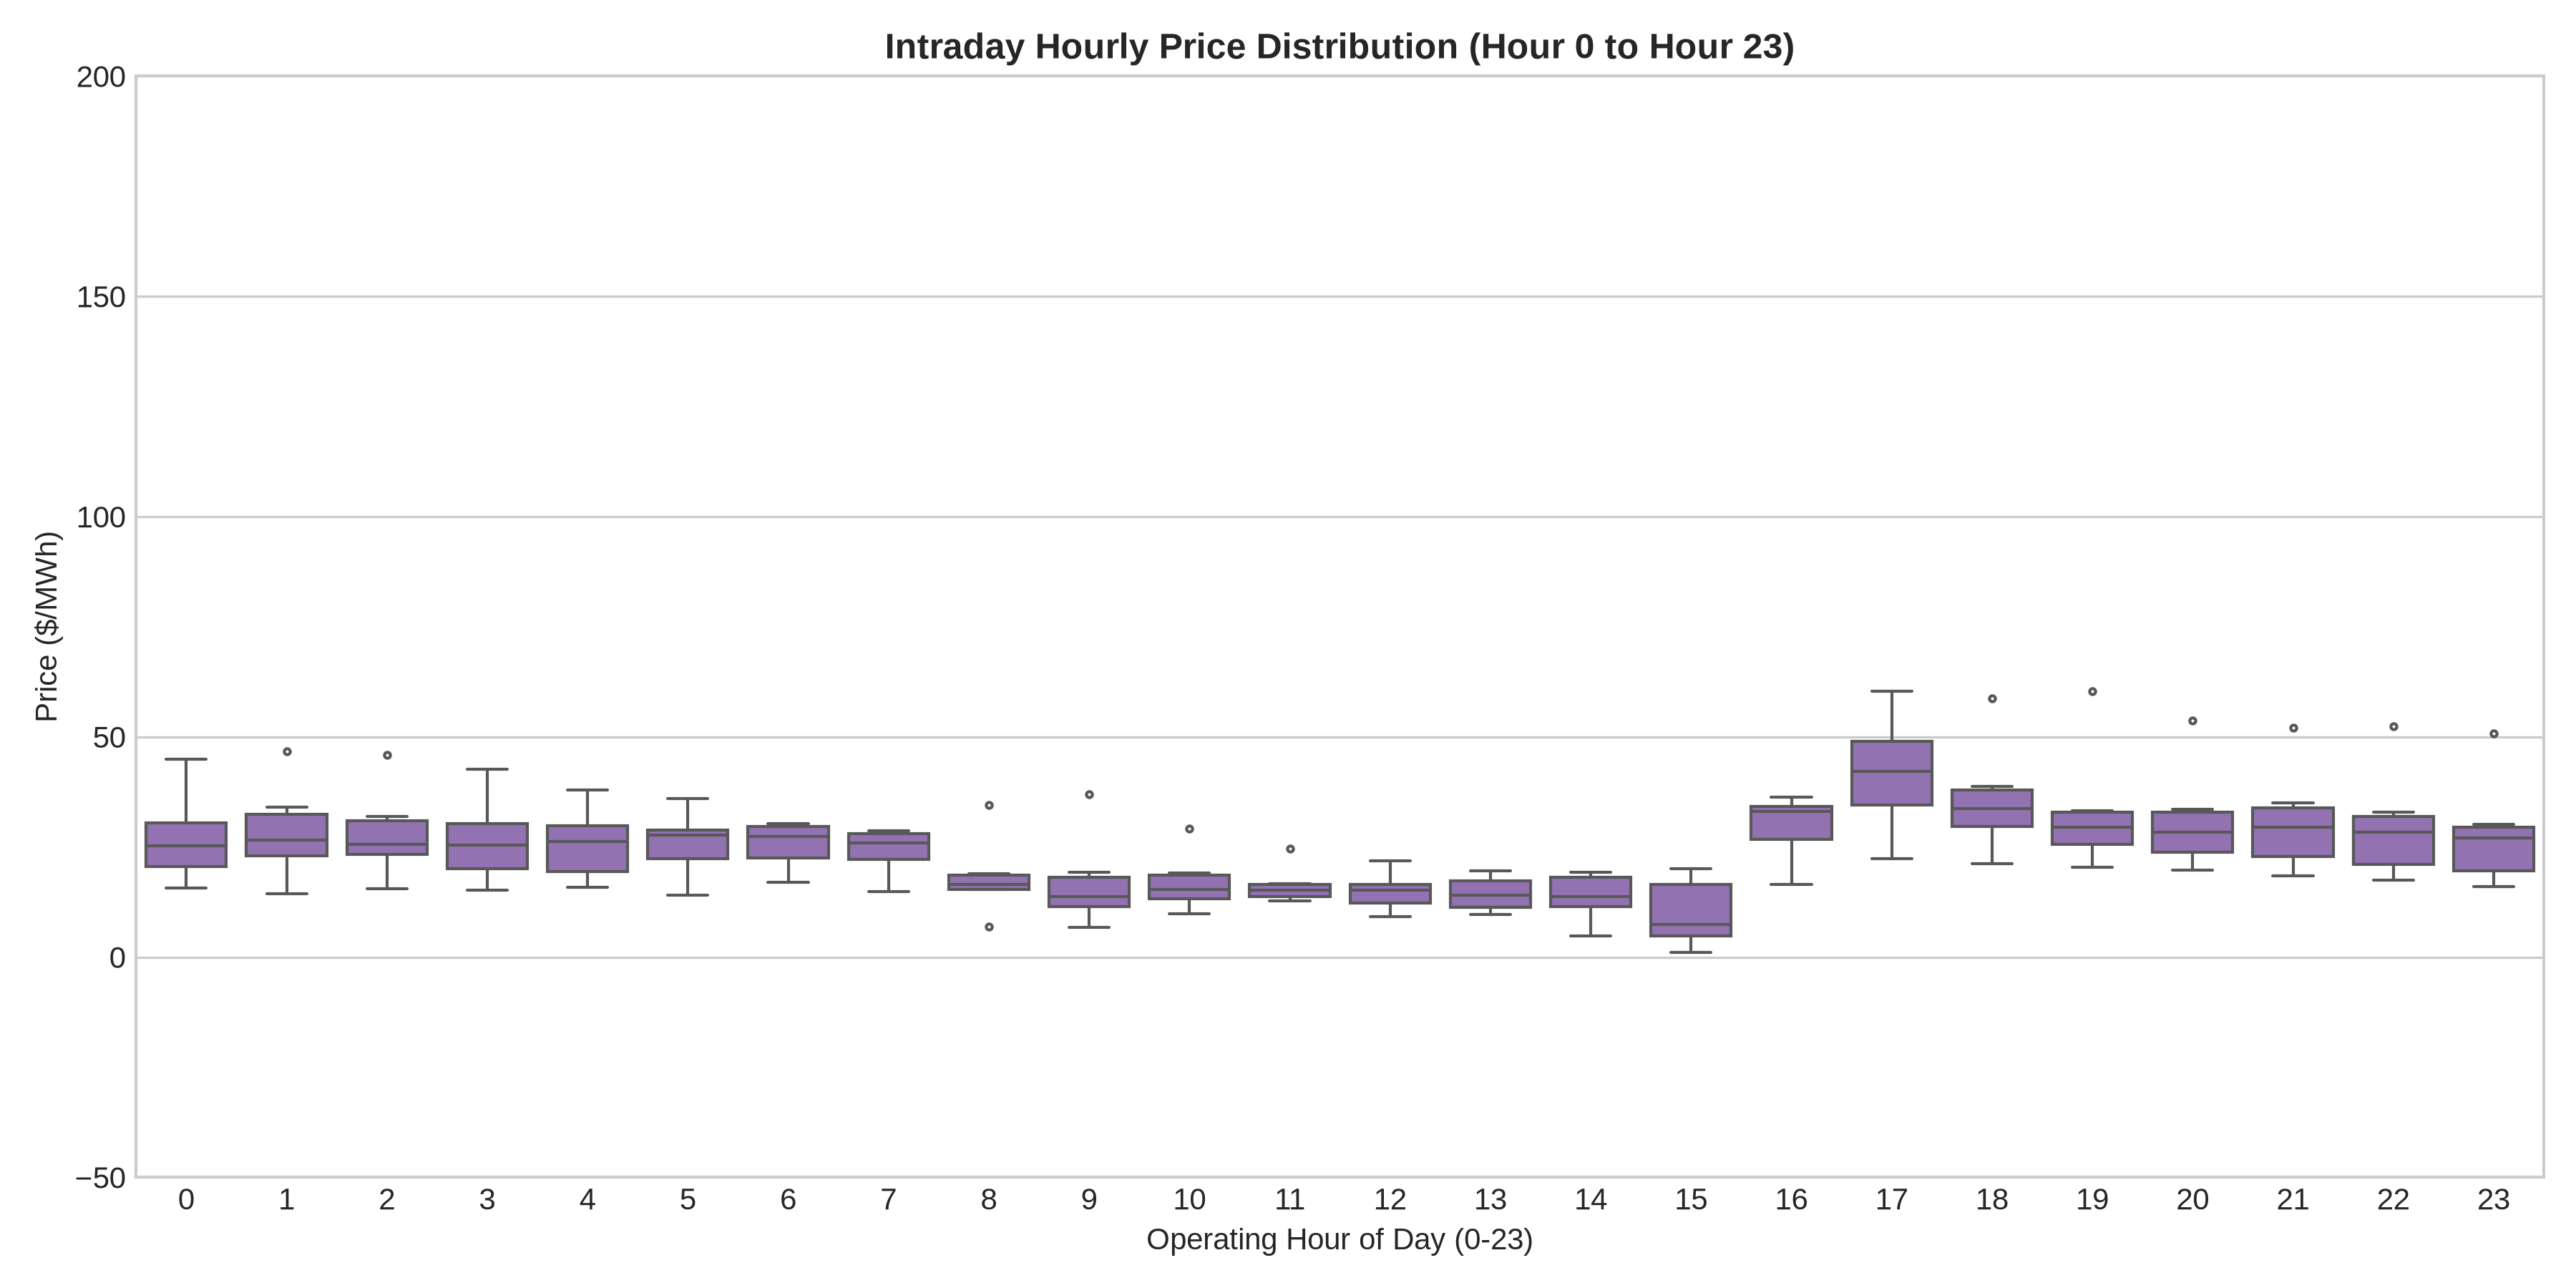 Intraday Hourly Price Distribution (Hour 0 to Hour 23)
200
150
100
50
0
−50
Price ($/MWh)
0 1 2 3 4 5 6 7 8 9 10 11 12 13 14 15 16 17 18 19 20 21 22 23
Operating Hour of Day (0-23)